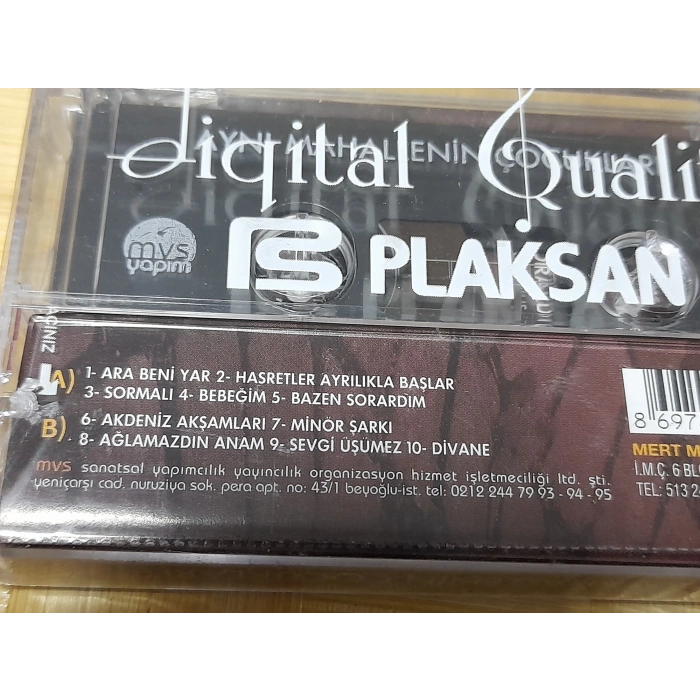 Digital Quali
AYNI MAHALLENİN ÇOCUKLARI
mvs
yapım
PLAKSAN
A) 1- ARA BENİ YAR 2- HASRETLER AYRILIKLA BAŞLAR
3- SORMALI 4- BEBEĞİM 5- BAZEN SORARDIM
B) 6- AKDENİZ AKŞAMLARI 7- MİNÖR ŞARKI
8- AĞLAMAZDIN ANAM 9- SEVGİ ÜŞÜMEZ 10- DİVANE
mvs sanatsal yapımcılık yayıncılık organizasyon hizmet işletmeciliği ltd. şti.
yeniçarşı cad. nuruziya sok. pera apt. no: 43/1 beyoğlu-ist. tel: 0212 244 79 93 - 94 - 95
8 697
MERT M
İ.M.Ç. 6 BL
TEL: 513 2